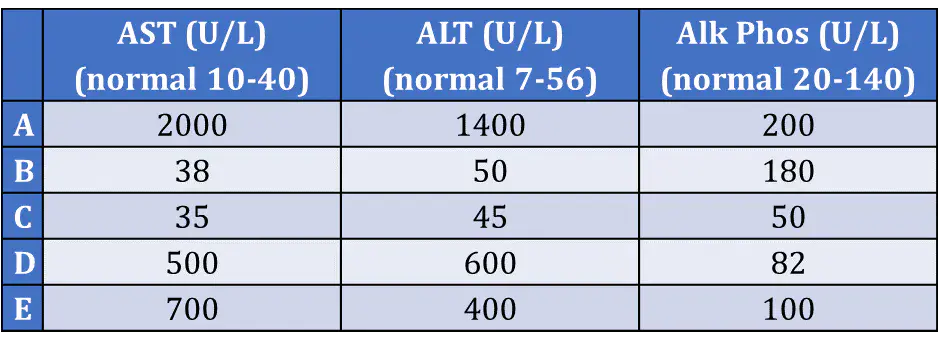 AST (U/L) ALT (U/L) Alk Phos (U/L)
(normal 10-40) (normal 7-56) (normal 20-140)
A 2000 1400 200
B 38 50 180
C 35 45 50
D 500 600 82
E 700 400 100